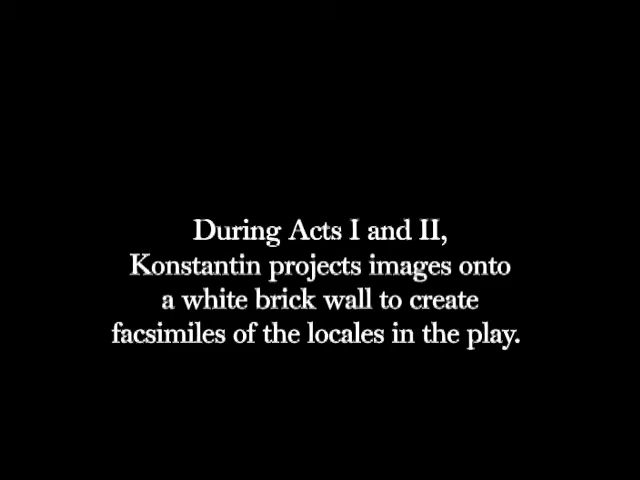 During Acts I and II,
Konstantin projects images onto
a white brick wall to create
facsimiles of the locales in the play.